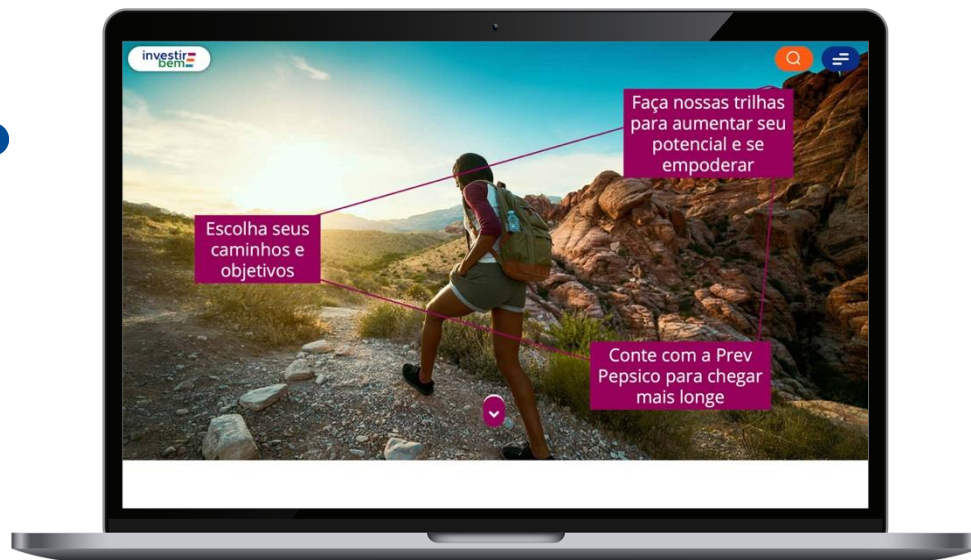 investir
bem
Faça nossas trilhas
para aumentar seu
potencial e se
empoderar
Escolha seus
caminhos e
objetivos
Conte com a Prev
Pepsico para chegar
mais longe